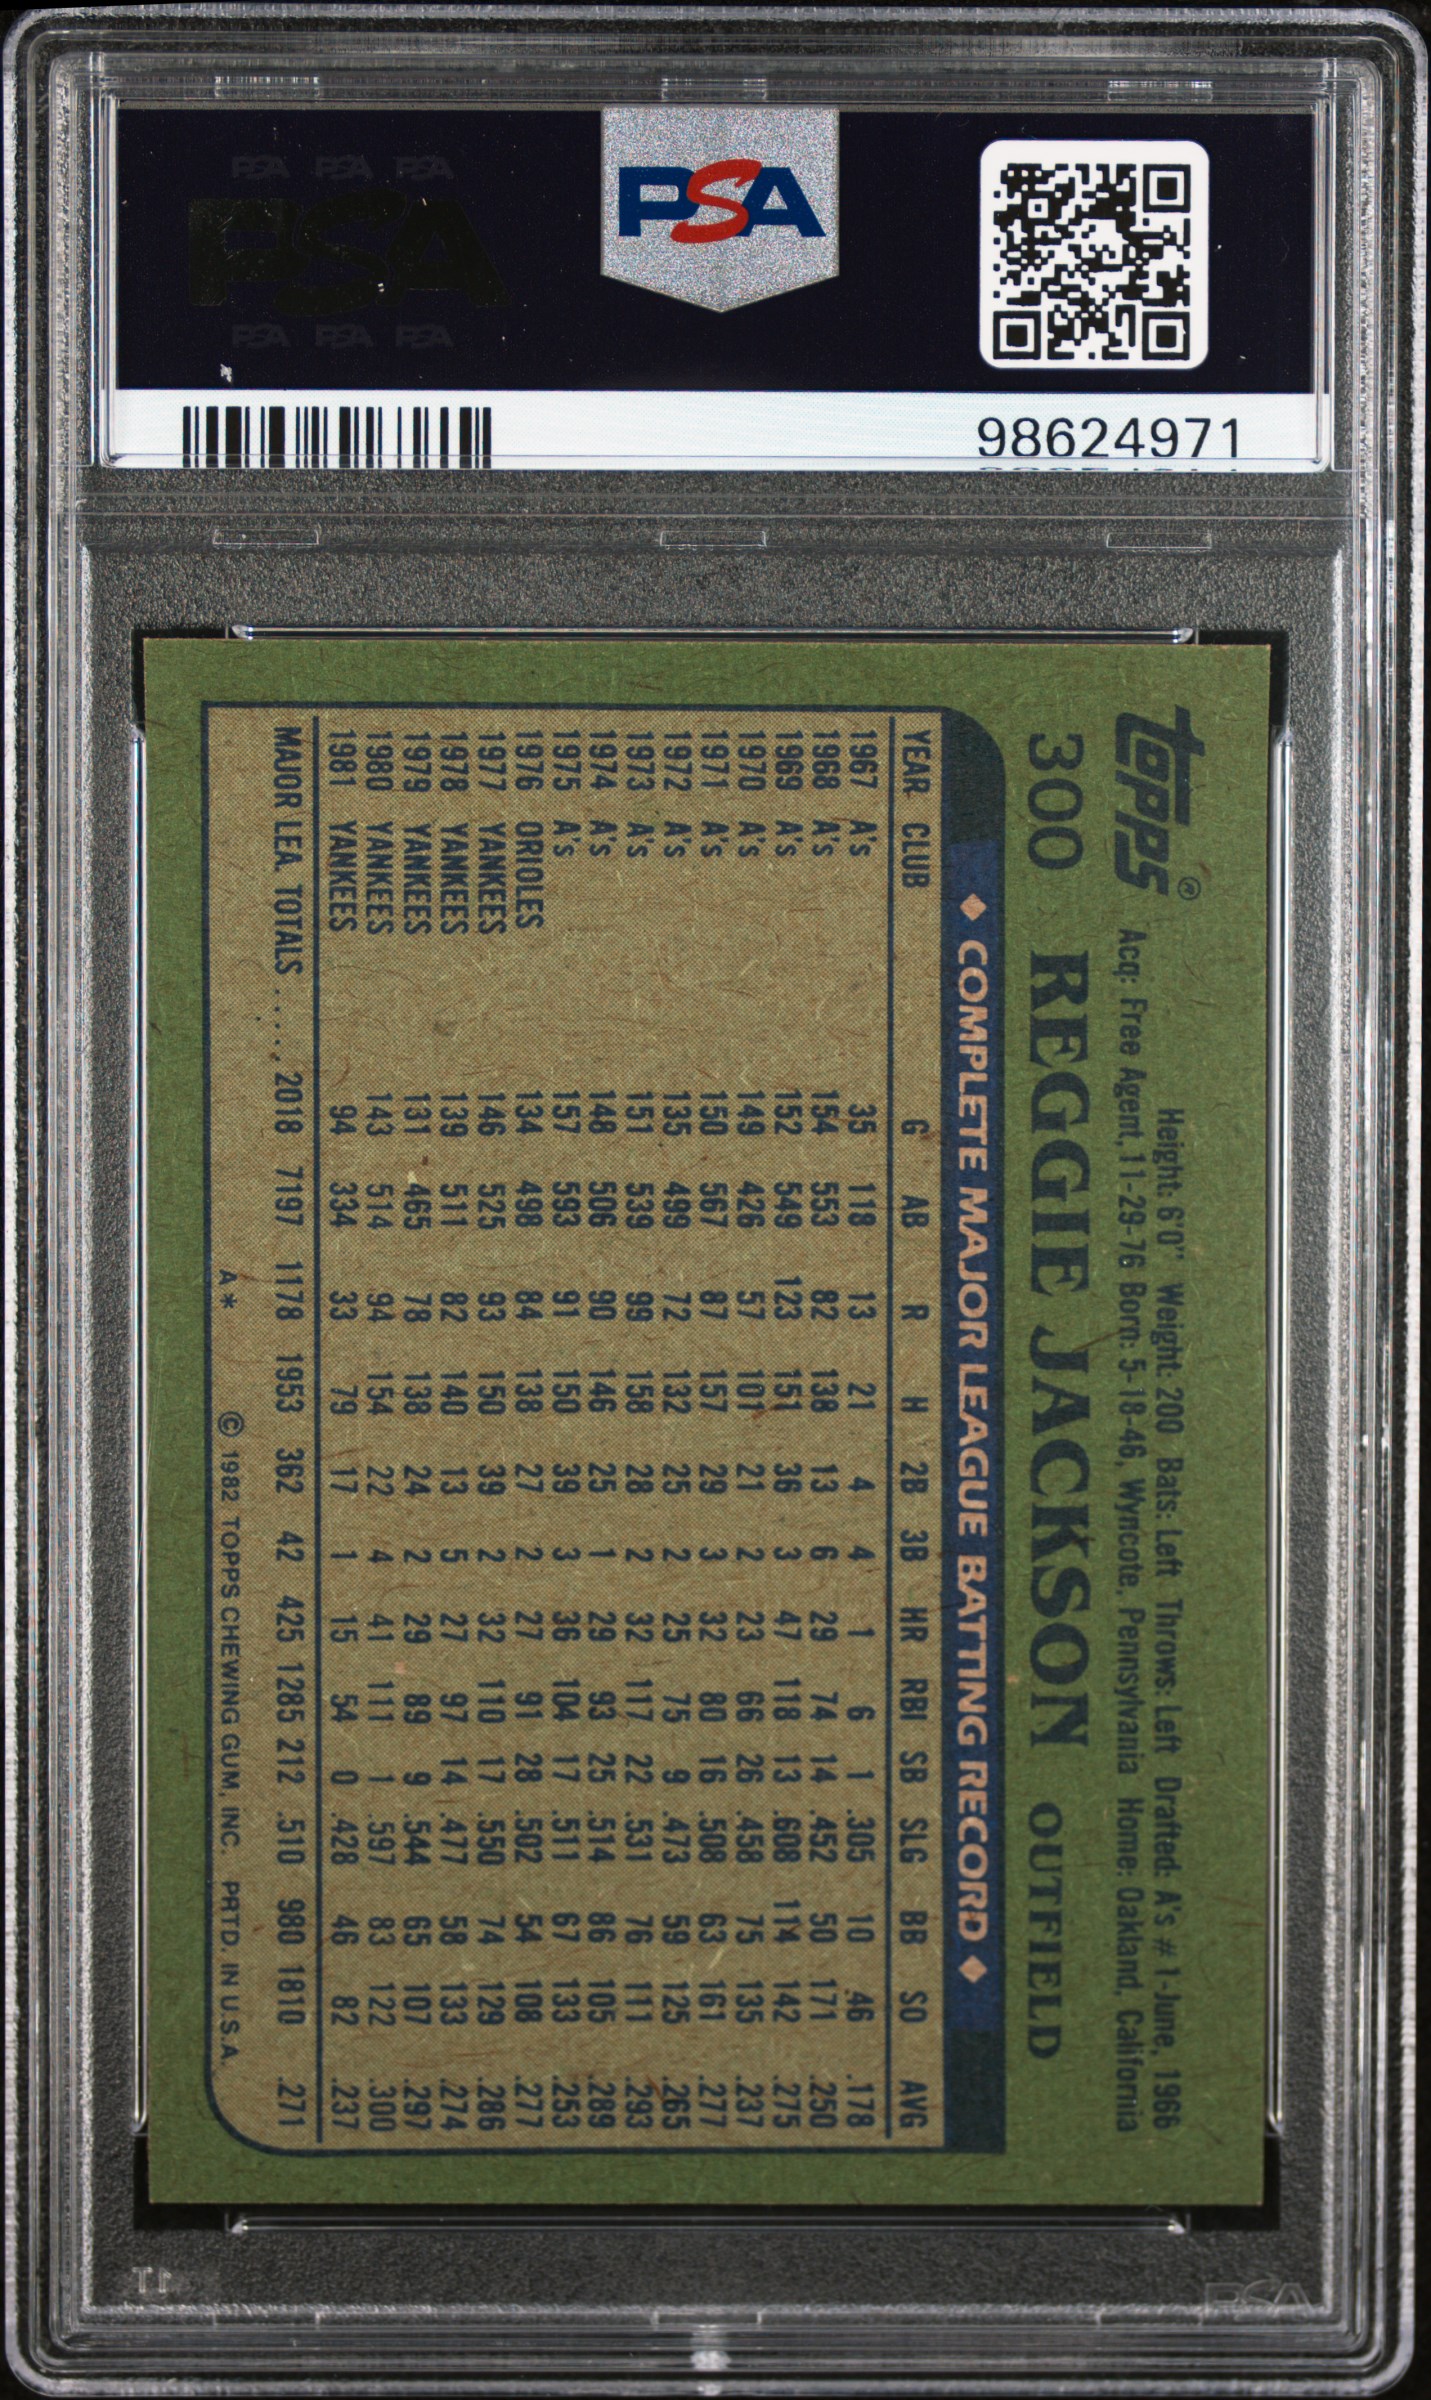 PSA PSA PSA
PSA
PSA PSA PSA
PSA
98624971
topps®
Height: 6'0" Weight: 200 Bats: Left Throws: Left Drafted: A's #1-June, 1966
Acq: Free Agent, 11-29-76 Born: 5-18-46, Wyncote, Pennsylvania Home: Oakland, California
300 REGGIE JACKSON OUTFIELD
◆ COMPLETE MAJOR LEAGUE BATTING RECORD ◆
YEAR CLUB G AB R H 2B 3B HR RBI SB SLG BB SO AVG
1967 A's 35 118 13 21 4 4 1 6 1 .305 10 46 .178
1968 A's 154 553 82 138 13 6 29 74 14 .452 50 171 .250
1969 A's 152 549 123 151 36 3 47 118 13 .608 114 142 .275
1970 A's 149 426 57 101 21 2 23 66 26 .458 75 135 .237
1971 A's 150 567 87 157 29 3 32 80 16 .508 63 161 .277
1972 A's 135 499 72 132 25 2 25 75 9 .473 59 125 .265
1973 A's 151 539 99 158 28 2 32 117 22 .531 76 111 .293
1974 A's 148 506 90 146 25 1 29 93 25 .514 86 105 .289
1975 A's 157 593 91 150 39 3 36 104 17 .511 67 133 .253
1976 ORIOLES 134 498 84 138 27 2 27 91 28 .502 54 108 .277
1977 YANKEES 146 525 93 150 39 2 32 110 17 .550 74 129 .286
1978 YANKEES 139 511 82 140 13 5 27 97 14 .477 58 133 .274
1979 YANKEES 131 465 78 138 24 2 29 89 9 .544 65 107 .297
1980 YANKEES 143 514 94 154 22 4 41 111 1 .597 83 122 .300
1981 YANKEES 94 334 33 79 17 1 15 54 0 .428 46 82 .237
MAJOR LEA. TOTALS ..... 2018 7197 1178 1953 362 42 425 1285 212 .510 980 1810 .271
A* © 1982 TOPPS CHEWING GUM, INC. PRTD. IN U.S.A.
PSA